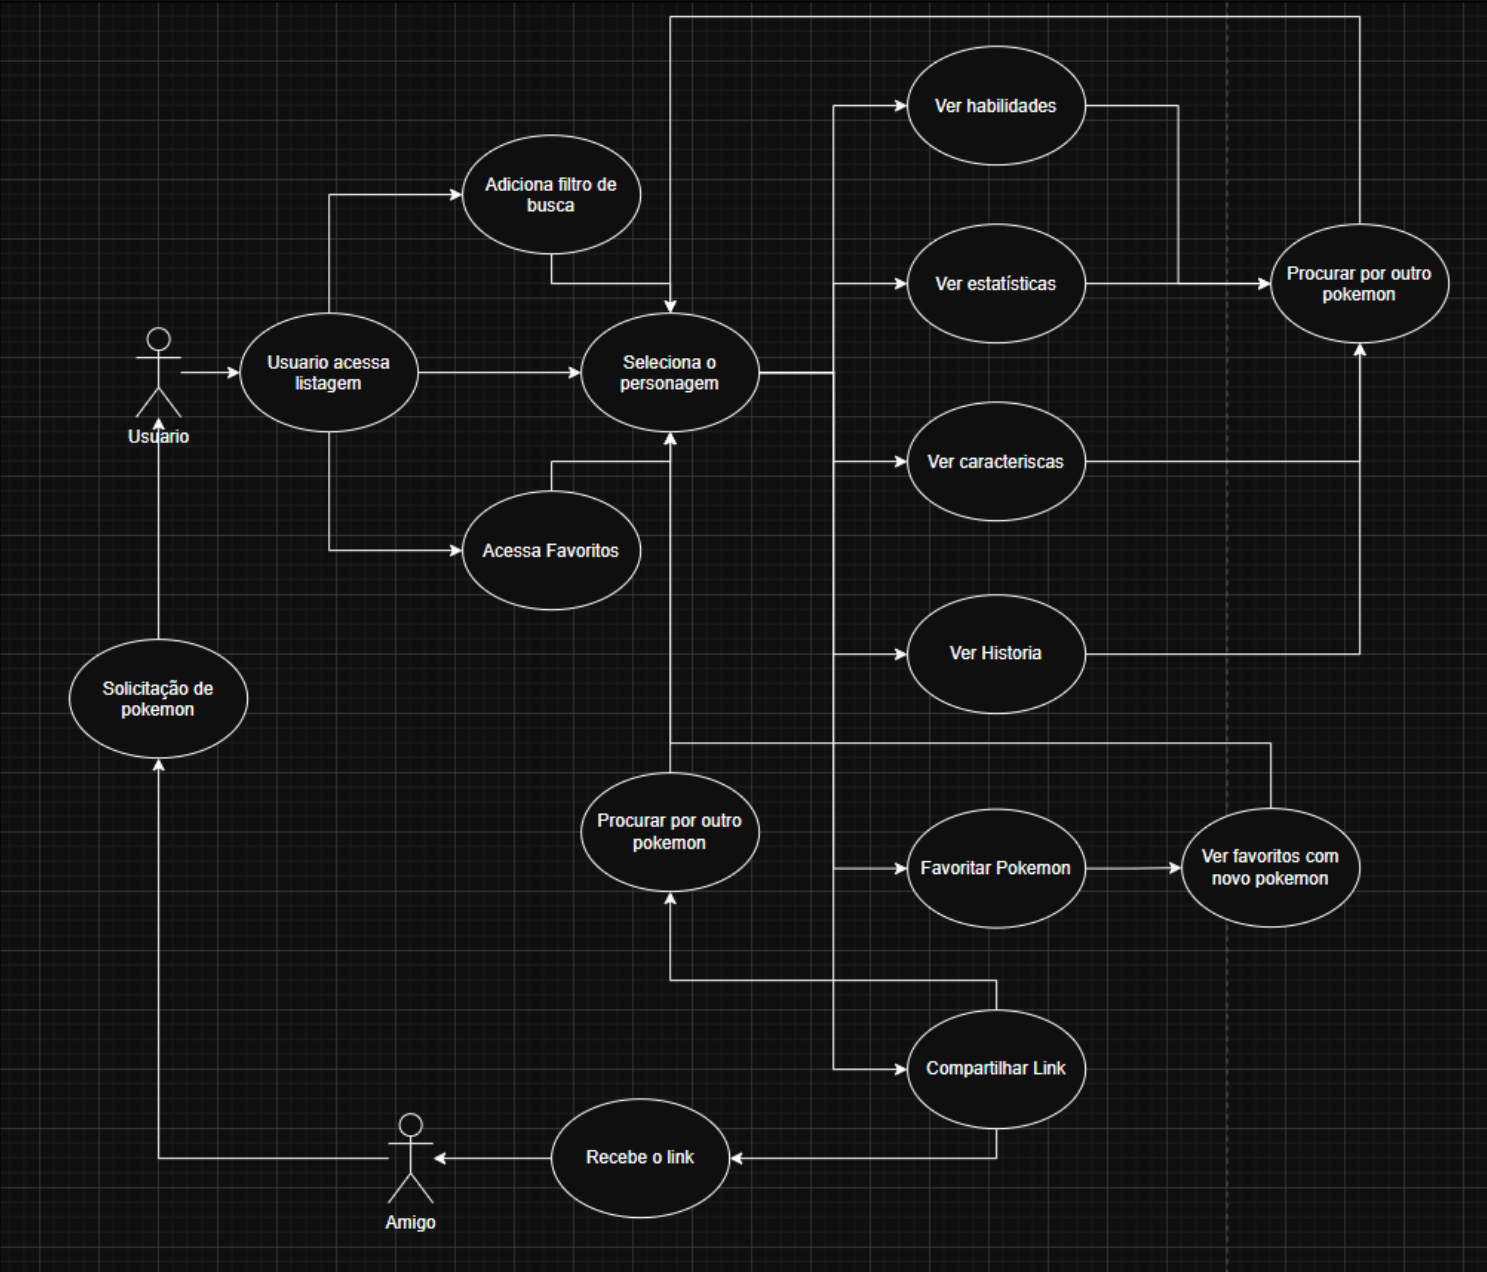 Ver habilidades
Adiciona filtro de
busca
Ver estatísticas
Procurar por outro
pokemon
Usuario acessa
listagem
Seleciona o
personagem
Usuario
Ver caracteriscas
Acessa Favoritos
Ver Historia
Solicitação de
pokemon
Procurar por outro
pokemon
Favoritar Pokemon
Ver favoritos com
novo pokemon
Compartilhar Link
Recebe o link
Amigo